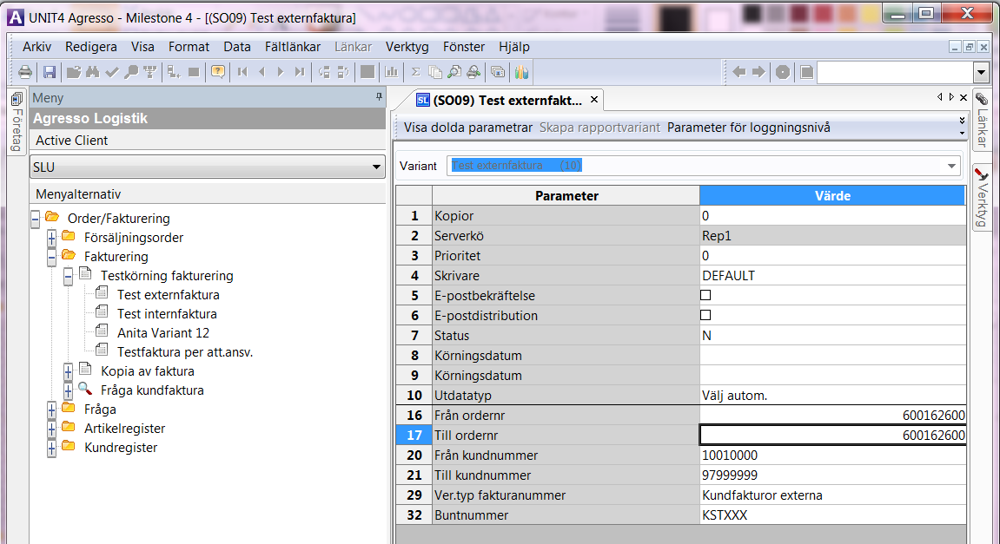 UNIT4 Agresso - Milestone 4 - [(SO09) Test externfaktura]
Arkiv Redigera Visa Format Data Fältlänkar Länkar Verktyg Fönster Hjälp
Företag
Meny
Agresso Logistik
Active Client
SLU
Menyalternativ
Order/Fakturering
Försäljningsorder
Fakturering
Testkörning fakturering
Test externfaktura
Test internfaktura
Anita Variant 12
Testfaktura per att.ansv.
Kopia av faktura
Fråga kundfaktura
Fråga
Artikelregister
Kundregister
SL (SO09) Test externfakt...
Visa dolda parametrar Skapa rapportvariant Parameter för loggningsnivå
Variant Test externfaktura (10)
Parameter Värde
1 Kopior 0
2 Serverkö Rep1
3 Prioritet 0
4 Skrivare DEFAULT
5 E-postbekräftelse
6 E-postdistribution
7 Status N
8 Körningsdatum
9 Körningsdatum
10 Utdatatyp Välj autom.
16 Från ordernr 600162600
17 Till ordernr 600162600
20 Från kundnummer 10010000
21 Till kundnummer 97999999
29 Ver.typ fakturanummer Kundfakturor externa
32 Buntnummer KSTXXX
Länkar
Verktyg